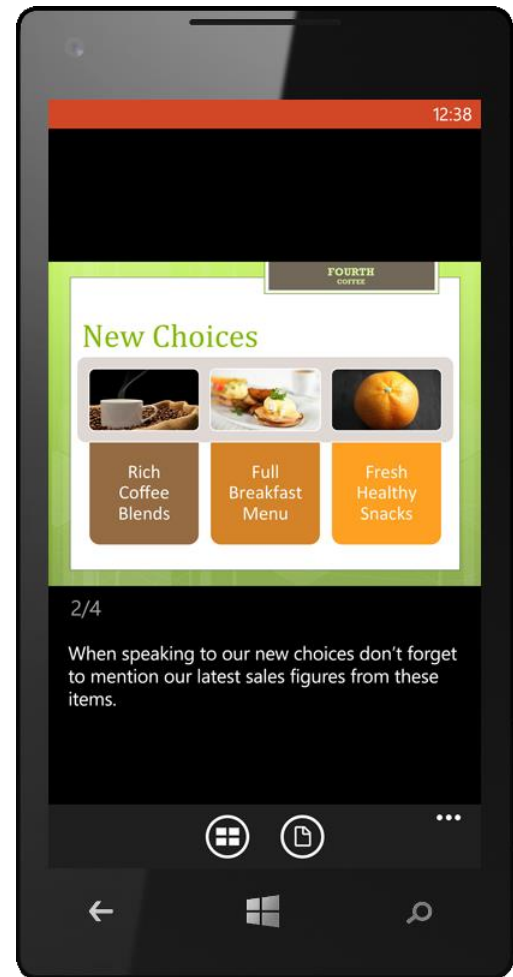 12:38
FOURTH
COFFEE
New Choices
Rich
Coffee
Blends
Full
Breakfast
Menu
Fresh
Healthy
Snacks
2/4
When speaking to our new choices don't forget
to mention our latest sales figures from these
items.